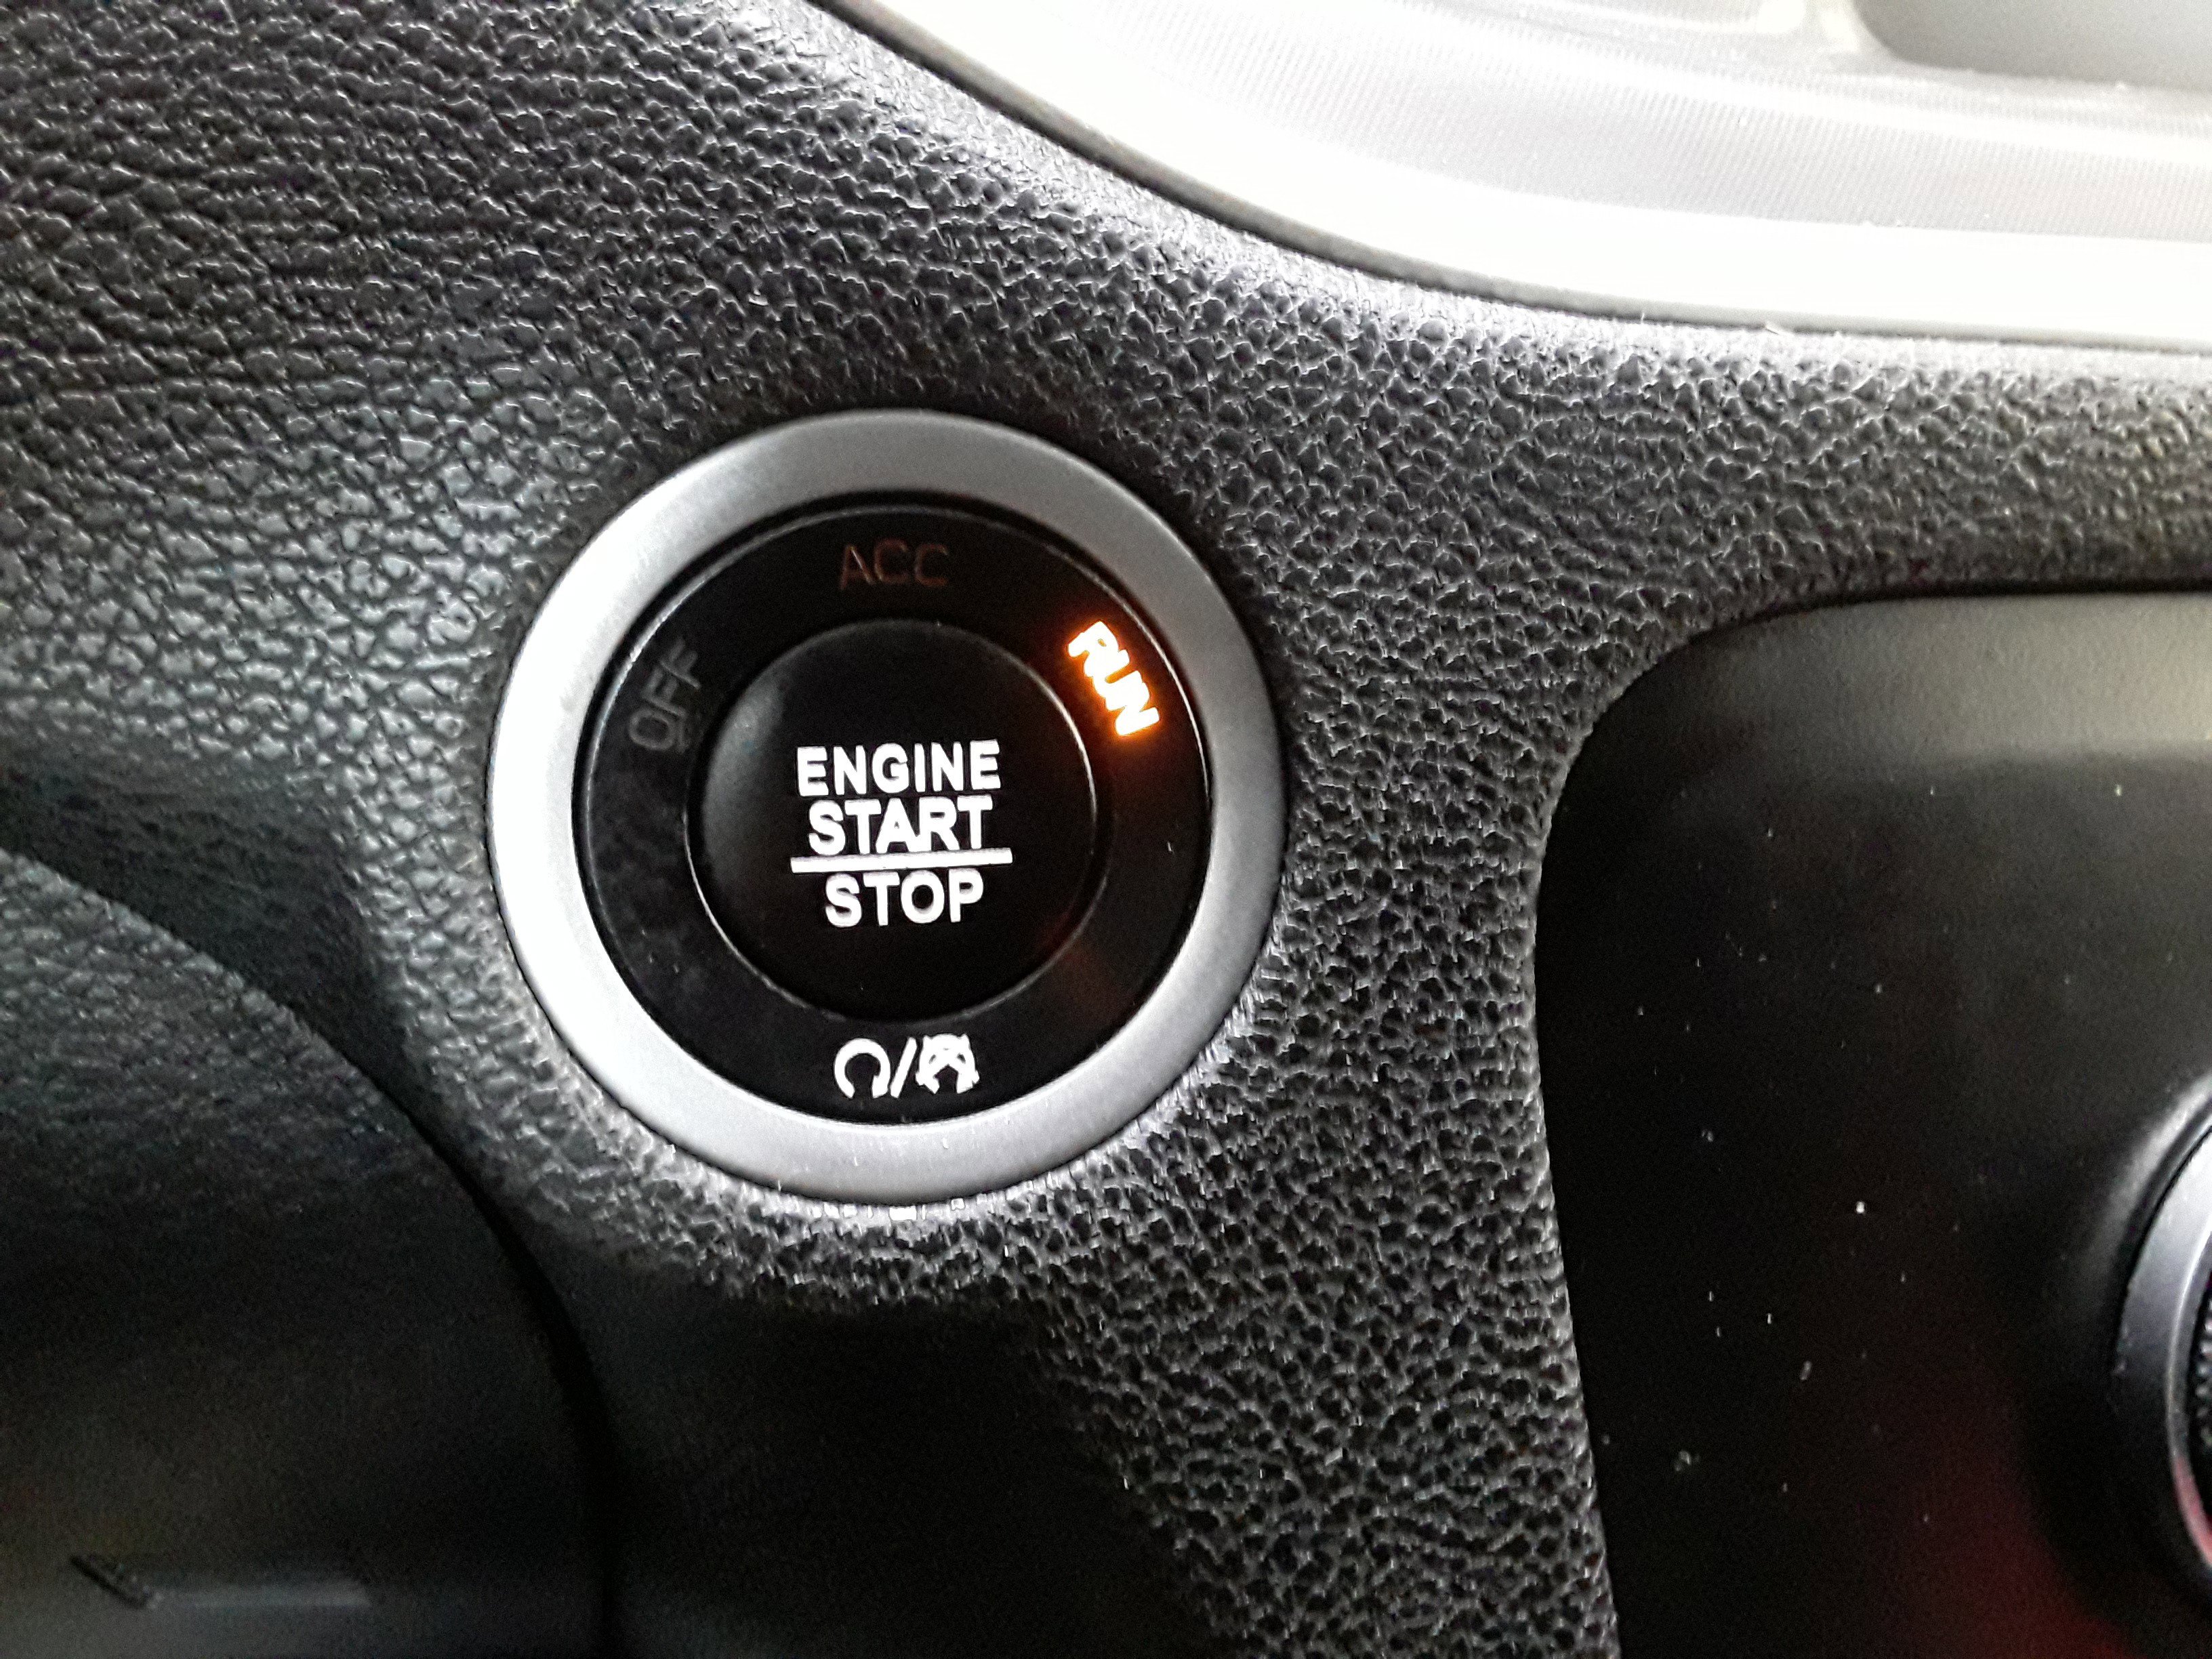 ACC
OFF
RUN
ENGINE
START
STOP